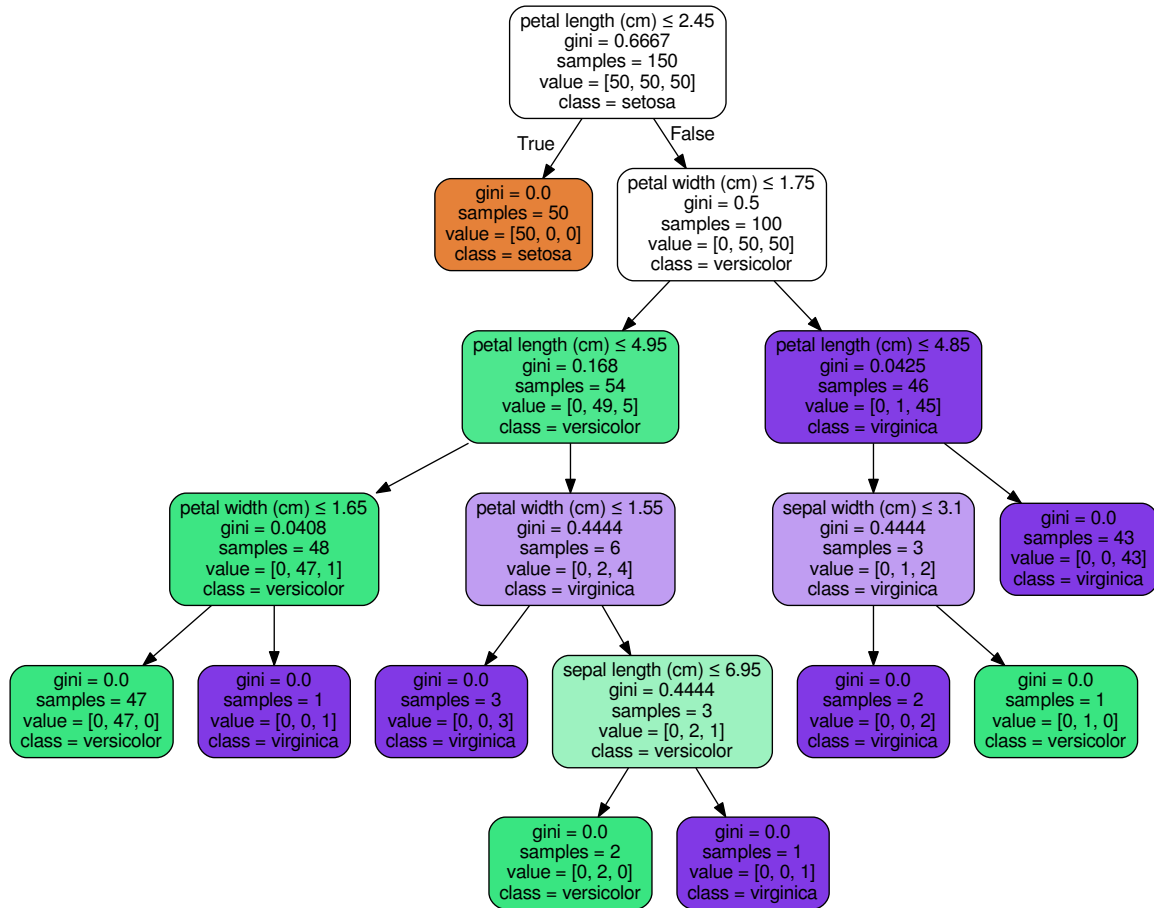 petal length (cm) ≤ 2.45
gini = 0.6667
samples = 150
value = [50, 50, 50]
class = setosa
True
False
gini = 0.0
samples = 50
value = [50, 0, 0]
class = setosa
petal width (cm) ≤ 1.75
gini = 0.5
samples = 100
value = [0, 50, 50]
class = versicolor
petal length (cm) ≤ 4.95
gini = 0.168
samples = 54
value = [0, 49, 5]
class = versicolor
petal length (cm) ≤ 4.85
gini = 0.0425
samples = 46
value = [0, 1, 45]
class = virginica
petal width (cm) ≤ 1.65
gini = 0.0408
samples = 48
value = [0, 47, 1]
class = versicolor
petal width (cm) ≤ 1.55
gini = 0.4444
samples = 6
value = [0, 2, 4]
class = virginica
sepal width (cm) ≤ 3.1
gini = 0.4444
samples = 3
value = [0, 1, 2]
class = virginica
gini = 0.0
samples = 43
value = [0, 0, 43]
class = virginica
gini = 0.0
samples = 47
value = [0, 47, 0]
class = versicolor
gini = 0.0
samples = 1
value = [0, 0, 1]
class = virginica
gini = 0.0
samples = 3
value = [0, 0, 3]
class = virginica
sepal length (cm) ≤ 6.95
gini = 0.4444
samples = 3
value = [0, 2, 1]
class = versicolor
gini = 0.0
samples = 2
value = [0, 0, 2]
class = virginica
gini = 0.0
samples = 1
value = [0, 1, 0]
class = versicolor
gini = 0.0
samples = 2
value = [0, 2, 0]
class = versicolor
gini = 0.0
samples = 1
value = [0, 0, 1]
class = virginica